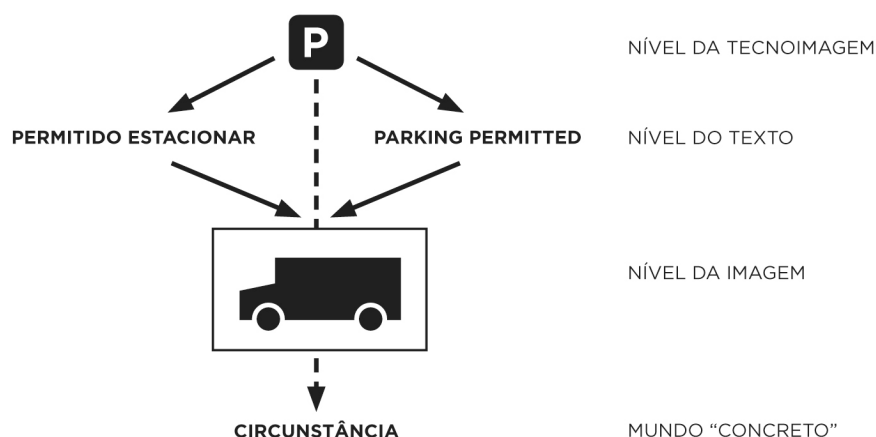 P
NÍVEL DA TECNOIMAGEM
PERMITIDO ESTACIONAR
PARKING PERMITTED
NÍVEL DO TEXTO
NÍVEL DA IMAGEM
CIRCUNSTÂNCIA
MUNDO “CONCRETO”